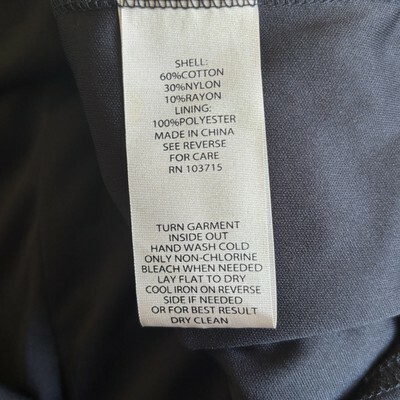 SHELL:
60%COTTON
30%NYLON
10%RAYON
LINING:
100%POLYESTER
MADE IN CHINA
SEE REVERSE
FOR CARE
RN 103715
TURN GARMENT
INSIDE OUT
HAND WASH COLD
ONLY NON-CHLORINE
BLEACH WHEN NEEDED
LAY FLAT TO DRY
COOL IRON ON REVERSE
SIDE IF NEEDED
OR FOR BEST RESULT
DRY CLEAN